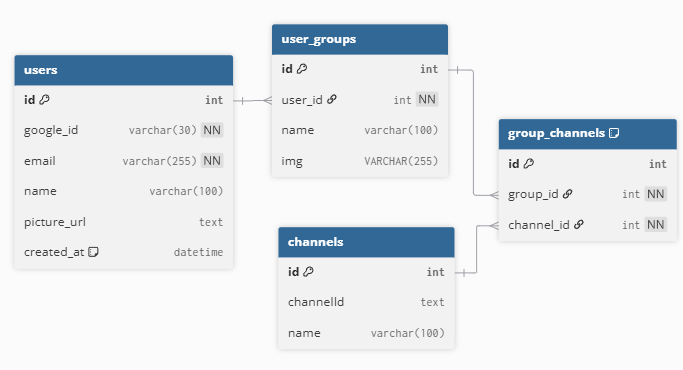 users
id int
google_id varchar(30) NN
email varchar(255) NN
name varchar(100)
picture_url text
created_at datetime
user_groups
id int
user_id int NN
name varchar(100)
img VARCHAR(255)
channels
id int
channelId text
name varchar(100)
group_channels
id int
group_id int NN
channel_id int NN